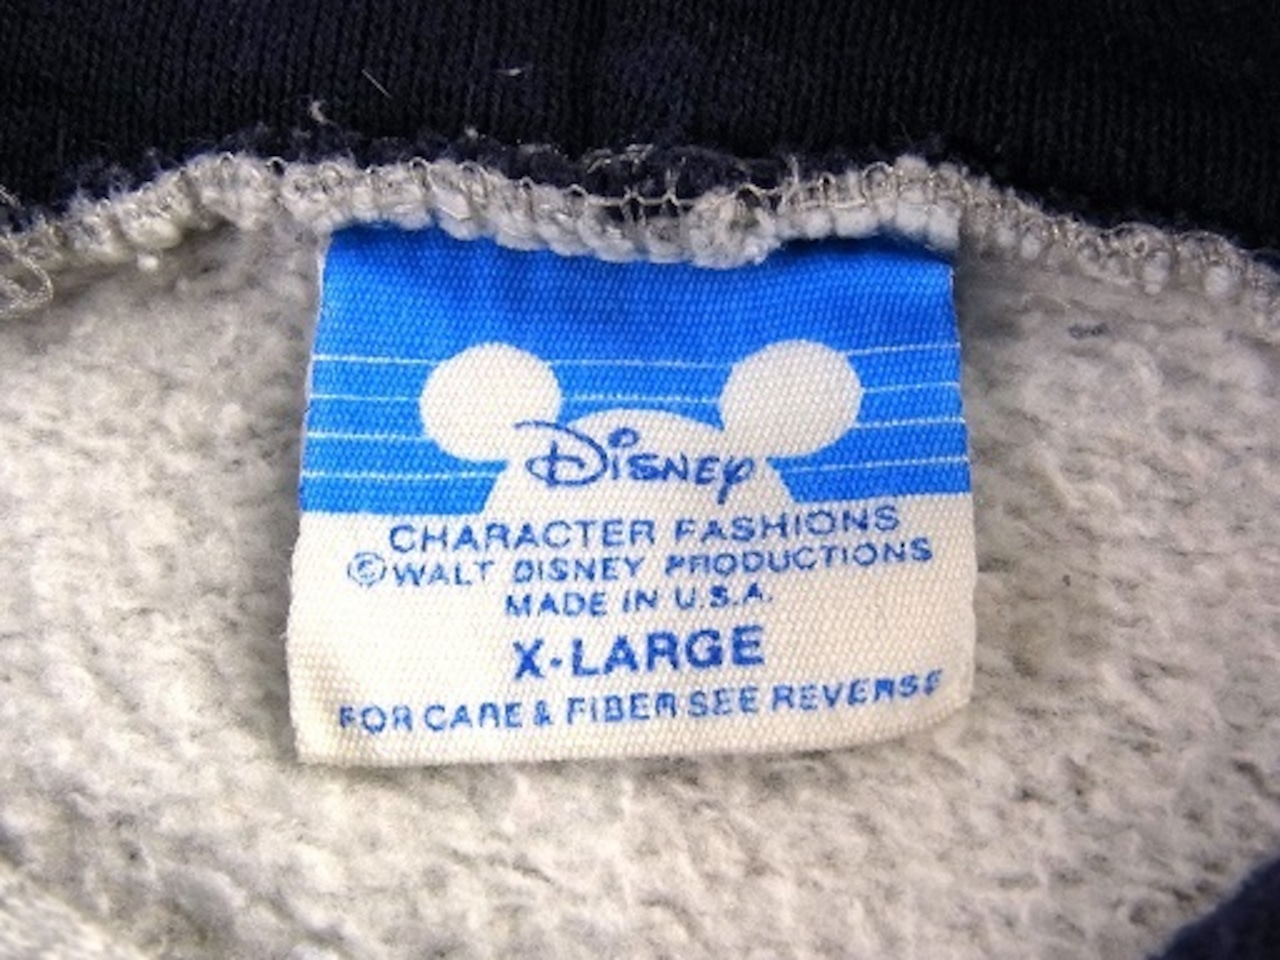 Disney
CHARACTER FASHIONS
©WALT DISNEY PRODUCTIONS
MADE IN U.S.A.
X-LARGE
FOR CARE & FIBER SEE REVERSE